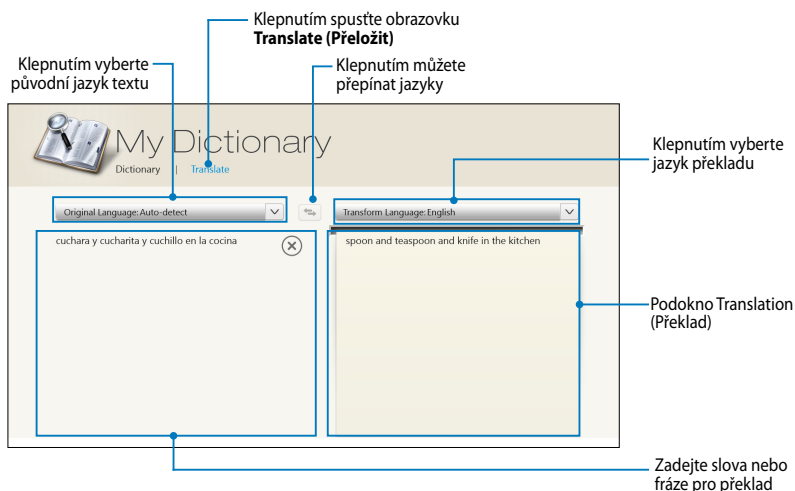 Klepnutím spusťte obrazovku
Translate (Přeložit)
Klepnutím vyberte
původní jazyk textu
Klepnutím můžete
přepínat jazyky
My Dictionary
Dictionary | Translate
Klepnutím vyberte
jazyk překladu
Original Language: Auto-detect
Transform Language: English
cuchara y cucharita y cuchillo en la cocina
spoon and teaspoon and knife in the kitchen
Podokno Translation
(Překlad)
Zadejte slova nebo
fráze pro překlad